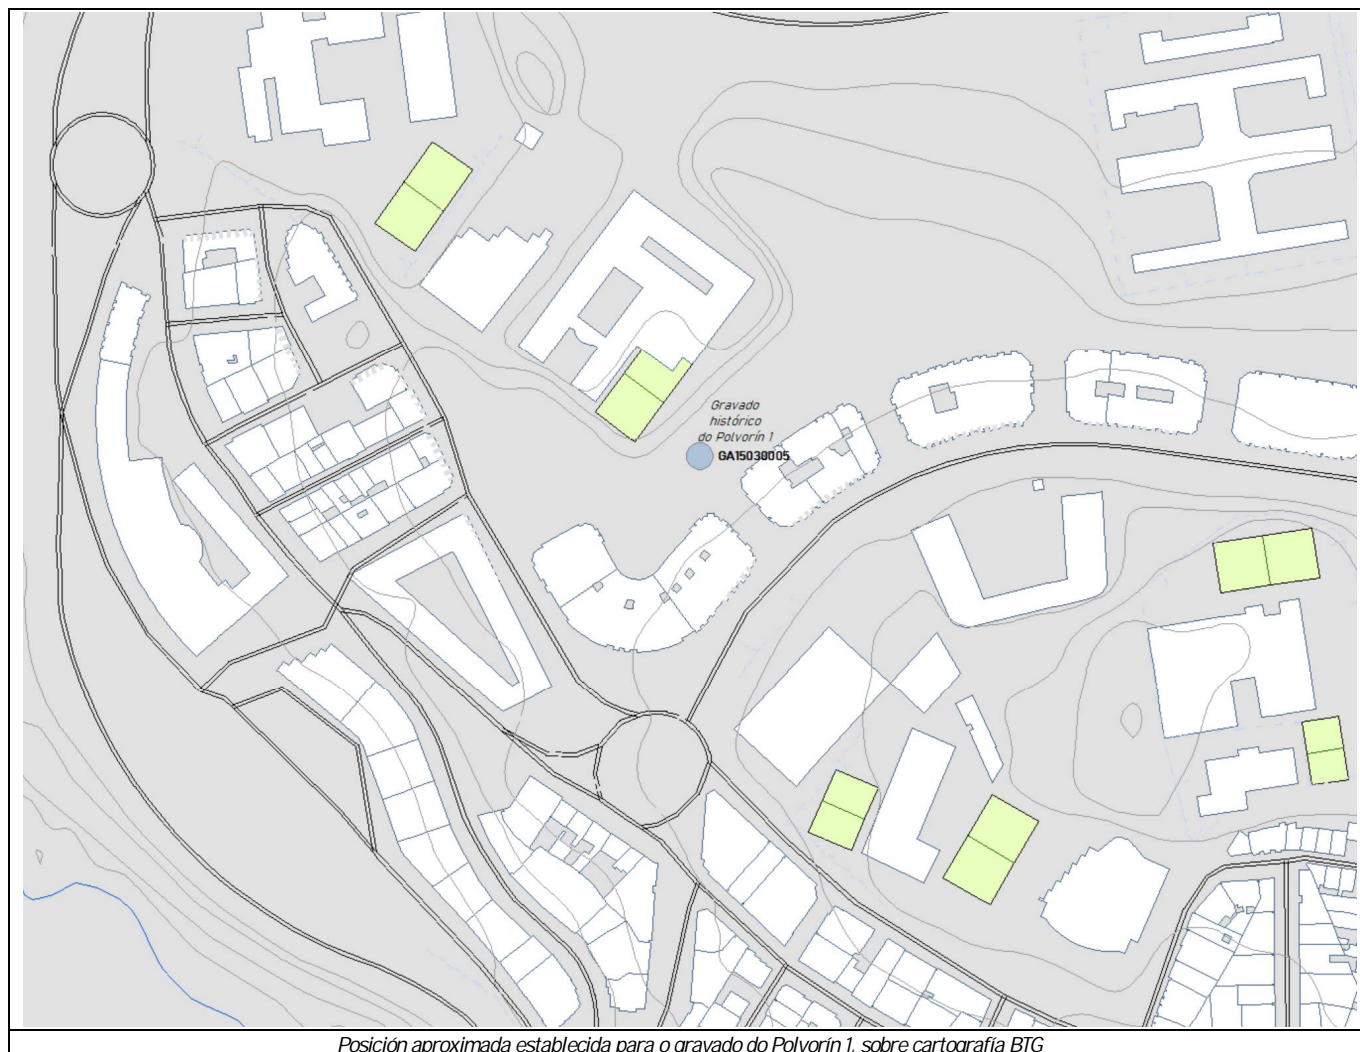 Gravado
histórico
do Polvorín 1
GA15030005
Posición aproximada establecida para o gravado do Polvorín 1, sobre cartografía BTG